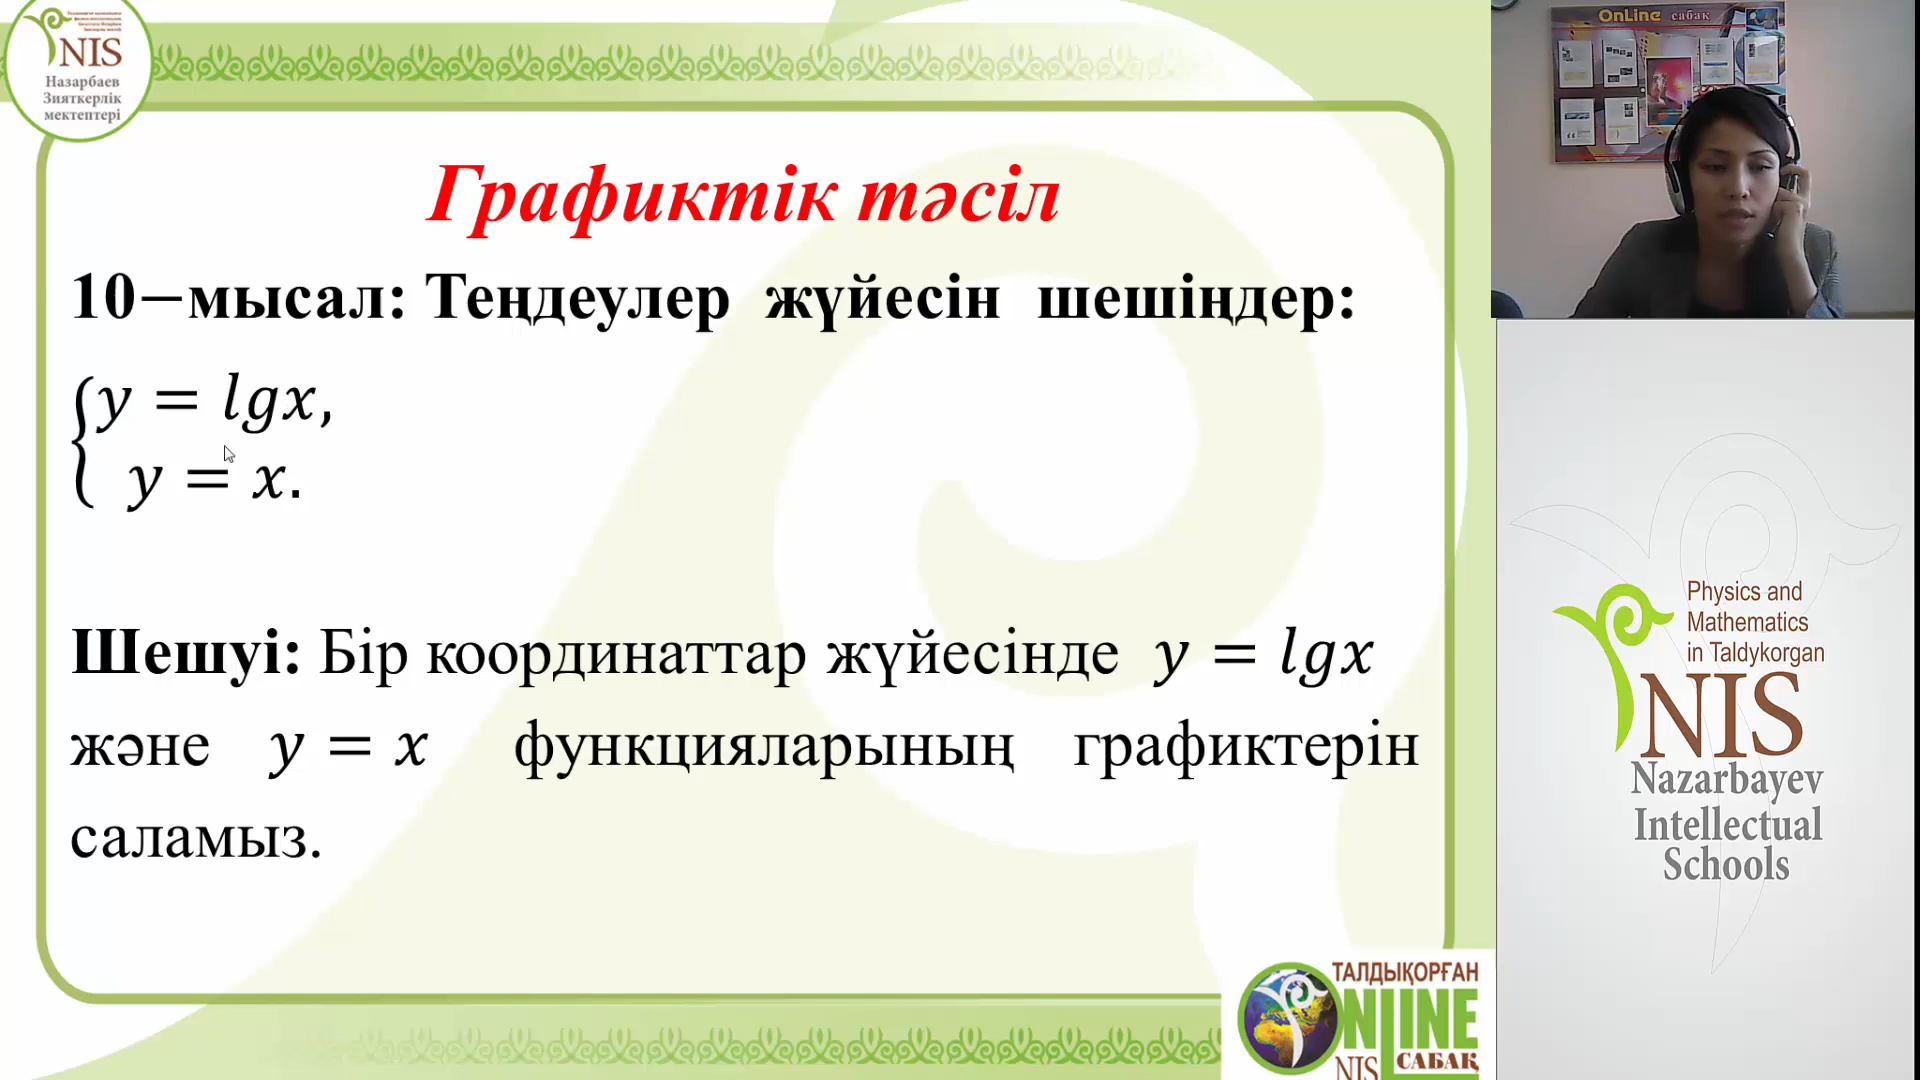 NIS
Назарбаев
Зияткерлік
мектептері
Графиктік тәсіл
10–мысал: Теңдеулер жүйесін шешіңдер:
y = lgx,
y = x.
Шешуі: Бір координаттар жүйесінде y = lgx
және y = x функцияларының графиктерін
саламыз.
ТАЛДЫҚОРҒАН
ONLINE
NIS САБАҚ
OnLine сабақ
Physics and
Mathematics
in Taldykorgan
NIS
Nazarbayev
Intellectual
Schools